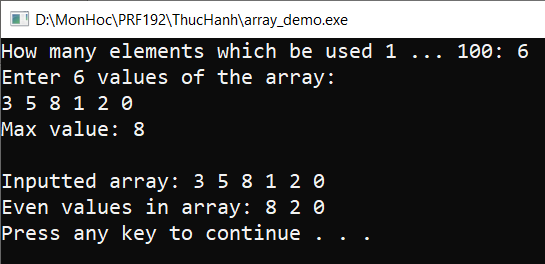 D:\MonHoc\PRF192\ThucHanh\array_demo.exe
How many elements which be used 1 ... 100: 6
Enter 6 values of the array:
3 5 8 1 2 0
Max value: 8
Inputted array: 3 5 8 1 2 0
Even values in array: 8 2 0
Press any key to continue . . .